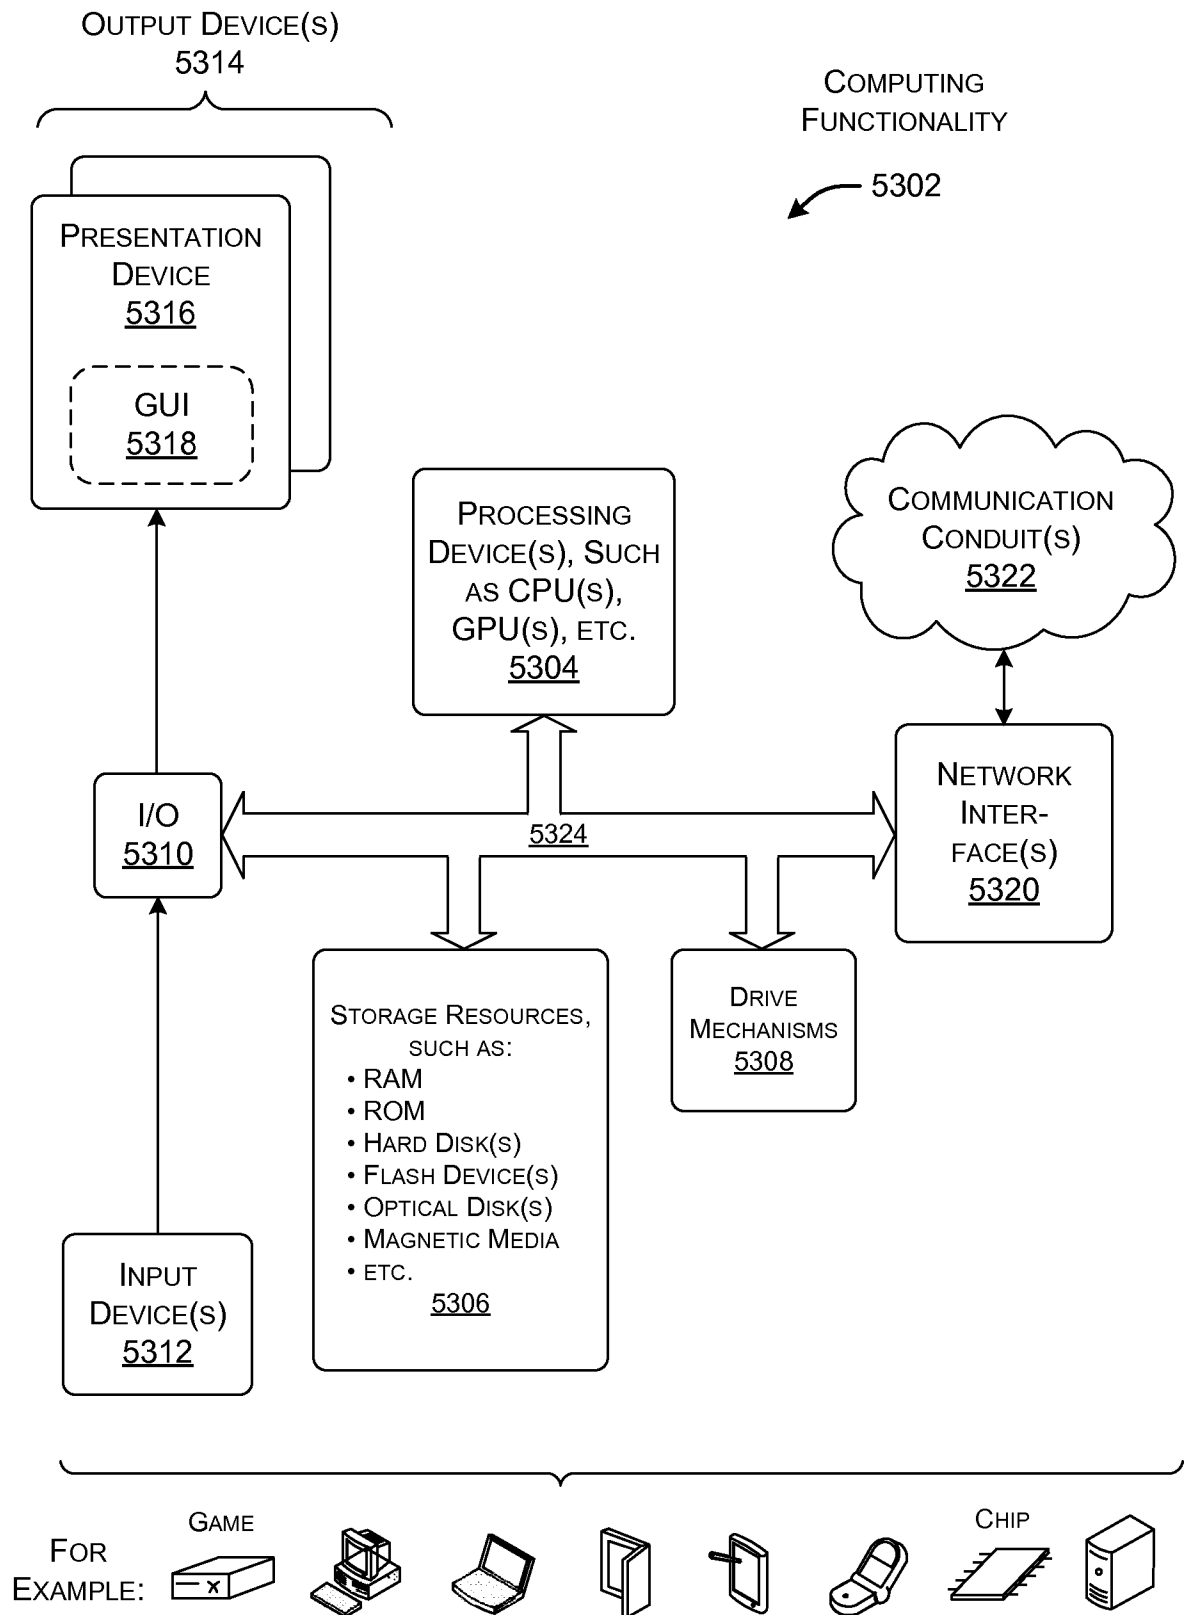 OUTPUT DEVICE(S)
5314
COMPUTING
FUNCTIONALITY
5302
PRESENTATION
DEVICE
5316
GUI
5318
PROCESSING
DEVICE(S), SUCH
AS CPU(S),
GPU(S), ETC.
5304
COMMUNICATION
CONDUIT(S)
5322
I/O
5310
5324
NETWORK
INTER-
FACE(S)
5320
STORAGE RESOURCES,
SUCH AS:
• RAM
• ROM
• HARD DISK(S)
• FLASH DEVICE(S)
• OPTICAL DISK(S)
• MAGNETIC MEDIA
• ETC.
5306
DRIVE
MECHANISMS
5308
INPUT
DEVICE(S)
5312
FOR
EXAMPLE:
GAME
CHIP